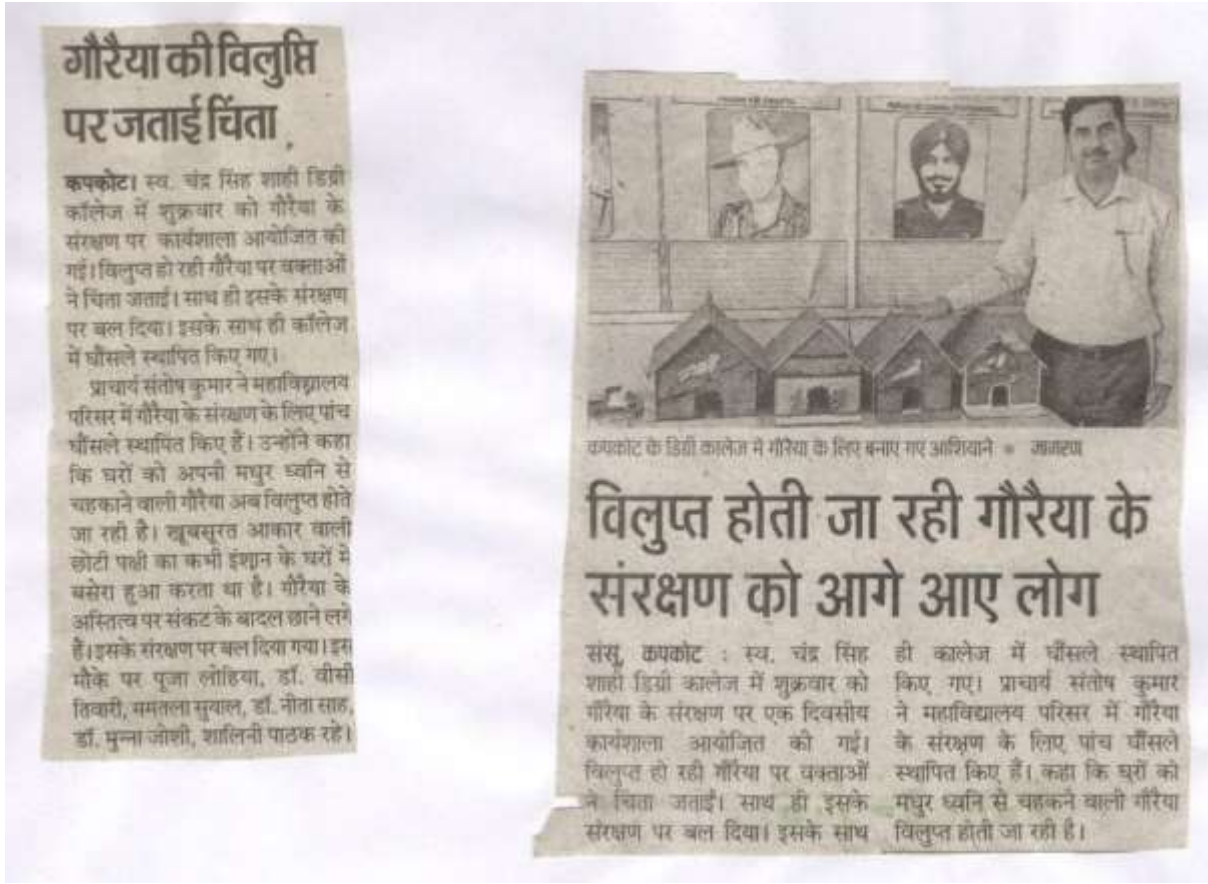 गौरैया की विलुप्ति
पर जताई चिंता
कपकोट। स्व. चंद्र सिंह शाही डिग्री
कॉलेज में शुक्रवार को गौरैया के
संरक्षण पर कार्यशाला आयोजित की
गई। विलुप्त हो रही गौरैया पर वक्ताओं
ने चिंता जताई। साथ ही इसके संरक्षण
पर बल दिया। इसके साथ ही कॉलेज
में घौंसले स्थापित किए गए।
प्राचार्य संतोष कुमार ने महाविद्यालय
परिसर में गौरैया के संरक्षण के लिए पांच
घौंसले स्थापित किए हैं। उन्होंने कहा
कि घरों को अपनी मधुर ध्वनि से
चहकाने वाली गौरैया अब विलुप्त होते
जा रही है। खूबसूरत आकार वाली
छोटी पक्षी का कभी इंशान के घरों में
बसेरा हुआ करता था है। गौरैया के
अस्तित्व पर संकट के बादल छाने लगे
हैं। इसके संरक्षण पर बल दिया गया। इस
मौके पर पूजा लोहिया, डॉ. वीसी
तिवारी, ममतला सुयाल, डॉ. नीता साह,
डॉ. मुन्ना जोशी, शालिनी पाठक रहे।
कपकोट के डिग्री कालेज में गौरैया के लिए बनाए गए आशियाने ● जागरण
विलुप्त होती जा रही गौरैया के
संरक्षण को आगे आए लोग
संसू, कपकोट : स्व. चंद्र सिंह
शाही डिग्री कालेज में शुक्रवार को
गौरैया के संरक्षण पर एक दिवसीय
कार्यशाला आयोजित की गई।
विलुप्त हो रही गौरैया पर वक्ताओं
ने चिंता जताई। साथ ही इसके
संरक्षण पर बल दिया। इसके साथ
ही कालेज में घौंसले स्थापित
किए गए। प्राचार्य संतोष कुमार
ने महाविद्यालय परिसर में गौरैया
के संरक्षण के लिए पांच घौंसले
स्थापित किए हैं। कहा कि घरों को
मधुर ध्वनि से चहकने वाली गौरैया
विलुप्त होती जा रही है।